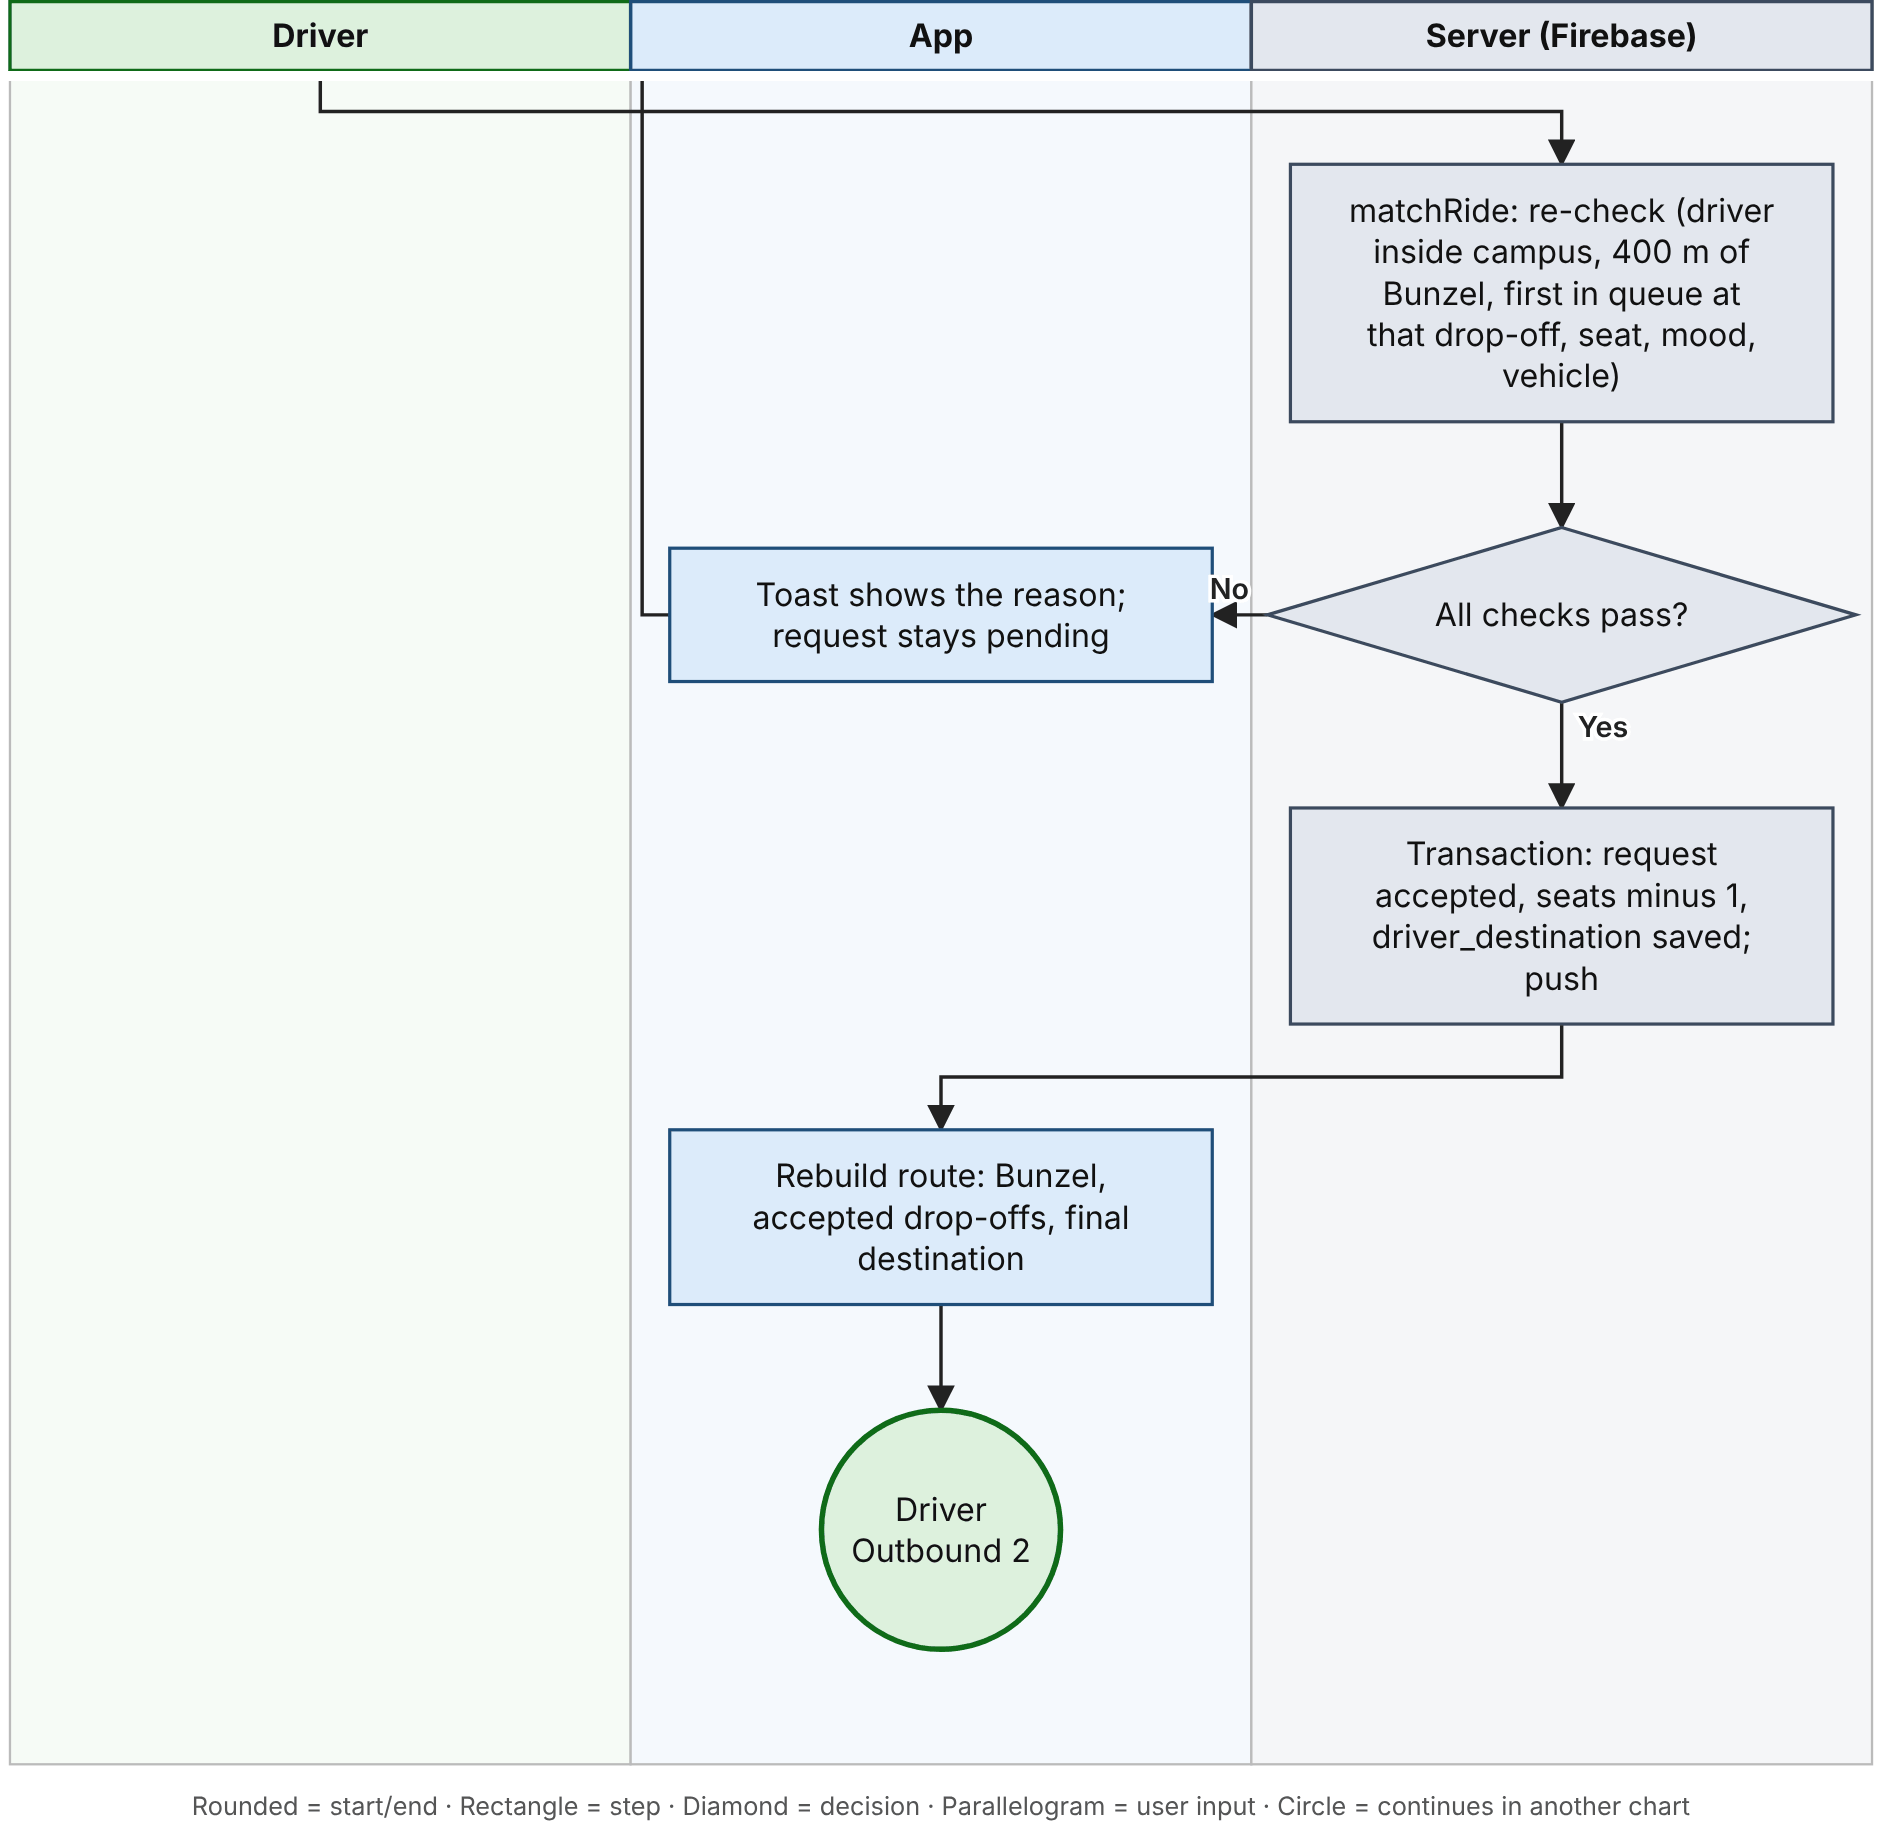 Driver
App
Server (Firebase)
matchRide: re-check (driver
inside campus, 400 m of
Bunzel, first in queue at
that drop-off, seat, mood,
vehicle)
Toast shows the reason;
request stays pending
No
All checks pass?
Yes
Transaction: request
accepted, seats minus 1,
driver_destination saved;
push
Rebuild route: Bunzel,
accepted drop-offs, final
destination
Driver
Outbound 2
Rounded = start/end · Rectangle = step · Diamond = decision · Parallelogram = user input · Circle = continues in another chart